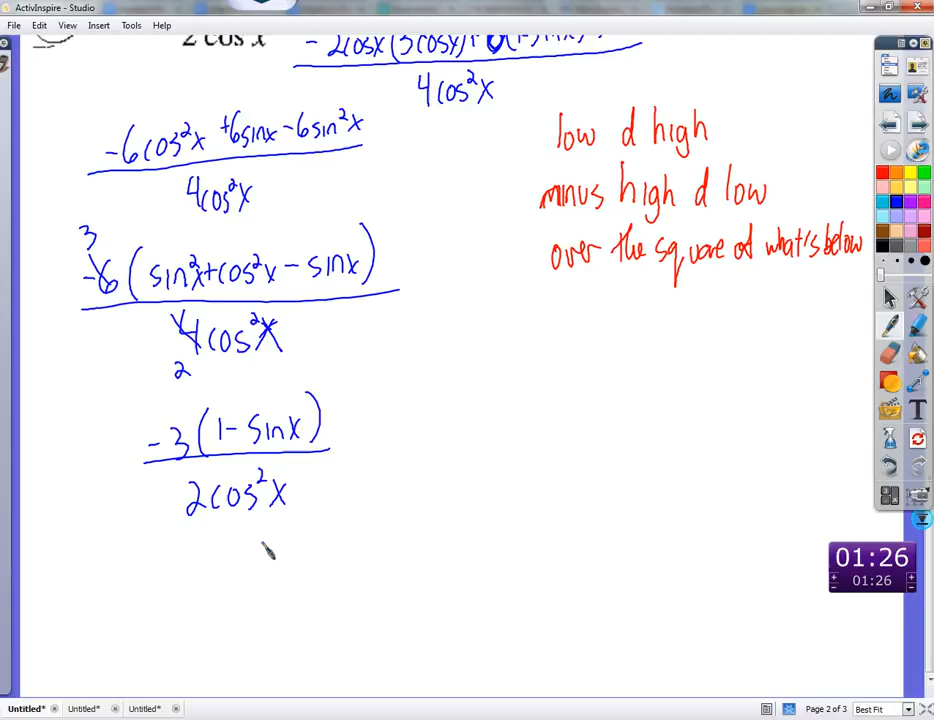 ActivInspire - Studio
File Edit View Insert Tools Help
2 cos x
4cos²x
-6cos²x +6sinx -6sin²x
4cos²x
low d high
minus high d low
over the square of what's below
3
-6 ( sin²x+cos²x - sinx )
4cos²x
2
-3 ( 1 - sinx )
2cos²x
01:26
01:26
Untitled* Untitled* Untitled* Page 2 of 3 Best Fit